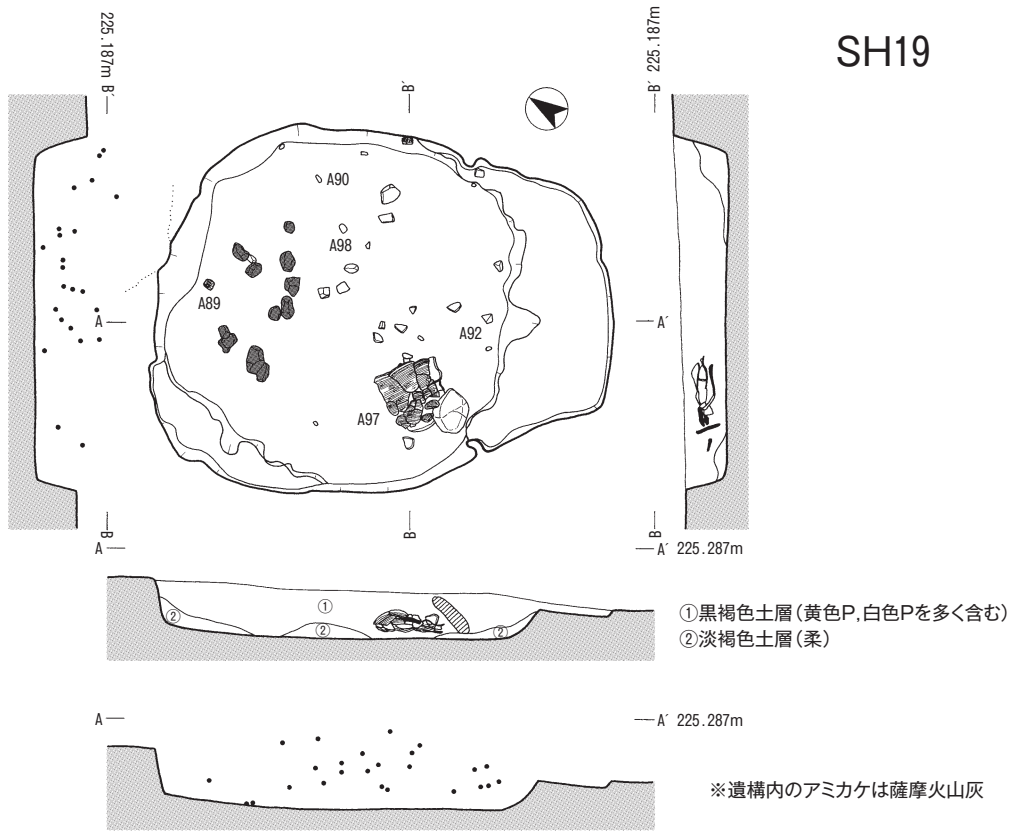 SH19
225.187m
B´
B´
B´ 225.187m
A90
A98
A89
A
A92
A´
A97
B
B
B
A
A´ 225.287m
①
②
②
②
①黒褐色土層(黄色P,白色Pを多く含む)
②淡褐色土層(柔)
A
A´ 225.287m
※遺構内のアミカケは薩摩火山灰